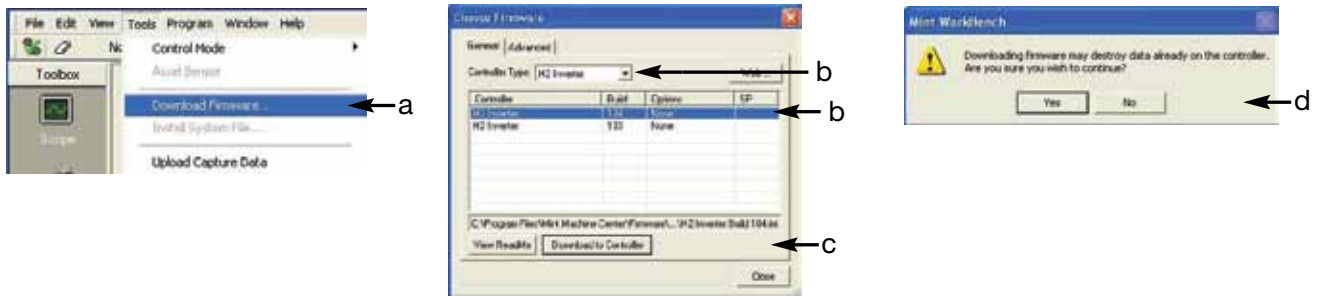 File Edit View Tools Program Window Help
Control Mode
Toolbox
Download Firmware...
a
Install System File...
Scope
Upload Capture Data
Choose Firmware
General Advanced
Controller Type: H2 Inverter
b
Controller Build Options SP
H2 Inverter None
b
H2 Inverter 133 None
View ReadMe Download to Controller
c
Close
Mint WorkBench
Downloading firmware may destroy data already on the controller.
Are you sure you wish to continue?
Yes No
d